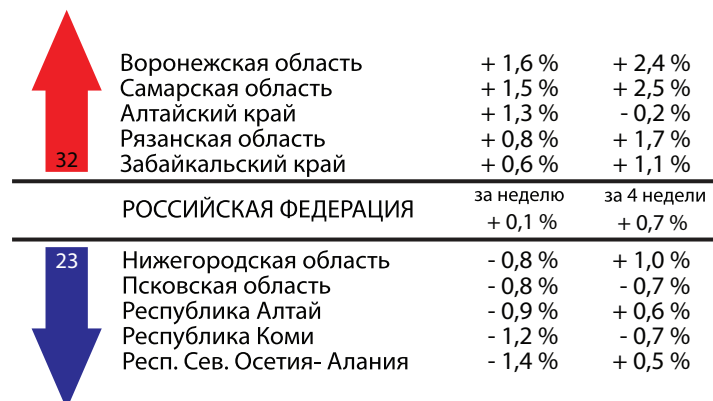 Воронежская область + 1,6 % + 2,4 %
Самарская область + 1,5 % + 2,5 %
Алтайский край + 1,3 % - 0,2 %
Рязанская область + 0,8 % + 1,7 %
32 Забайкальский край + 0,6 % + 1,1 %
за неделю за 4 недели
РОССИЙСКАЯ ФЕДЕРАЦИЯ + 0,1 % + 0,7 %
23 Нижегородская область - 0,8 % + 1,0 %
Псковская область - 0,8 % - 0,7 %
Республика Алтай - 0,9 % + 0,6 %
Республика Коми - 1,2 % - 0,7 %
Респ. Сев. Осетия- Алания - 1,4 % + 0,5 %